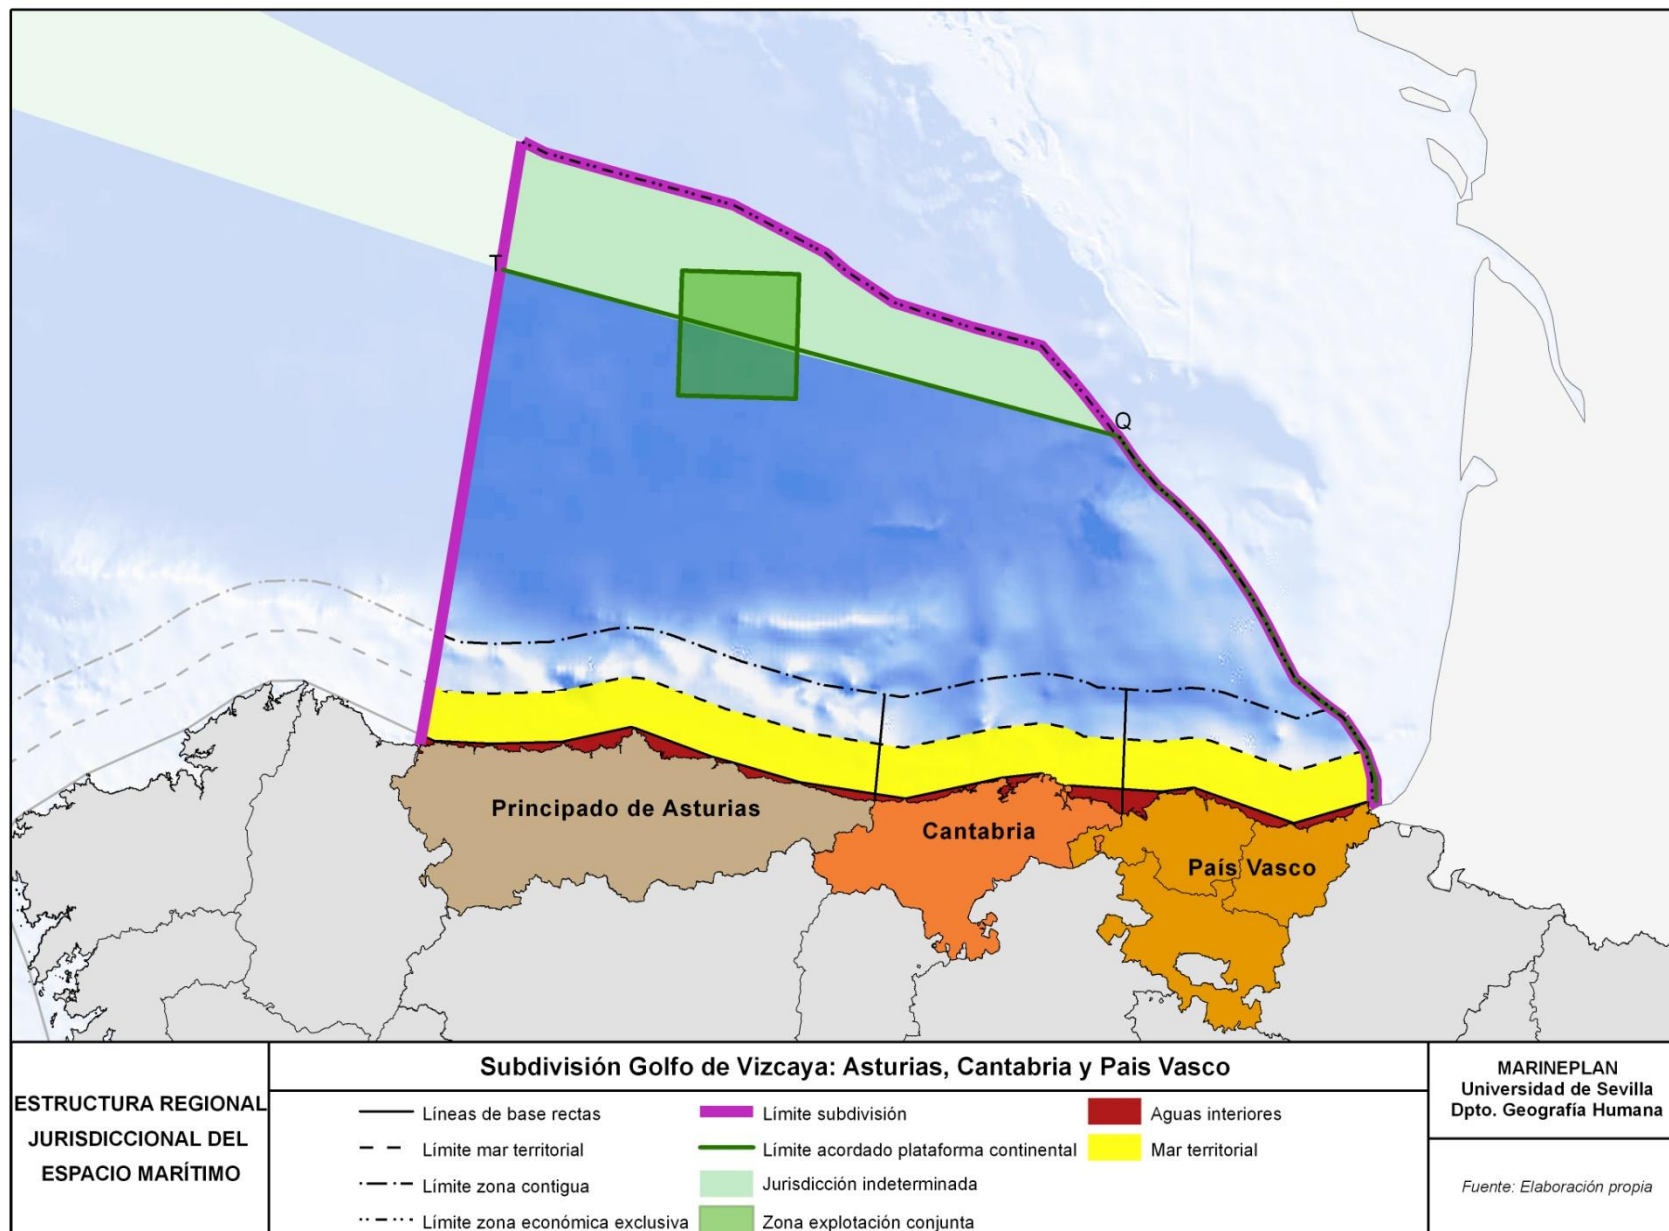 T
Q
Principado de Asturias
Cantabria
País Vasco
ESTRUCTURA REGIONAL
JURISDICCIONAL DEL
ESPACIO MARÍTIMO
Subdivisión Golfo de Vizcaya: Asturias, Cantabria y Pais Vasco
Líneas de base rectas
Límite mar territorial
Límite zona contigua
Límite zona económica exclusiva
Límite subdivisión
Límite acordado plataforma continental
Jurisdicción indeterminada
Zona explotación conjunta
Aguas interiores
Mar territorial
MARINEPLAN
Universidad de Sevilla
Dpto. Geografía Humana
Fuente: Elaboración propia